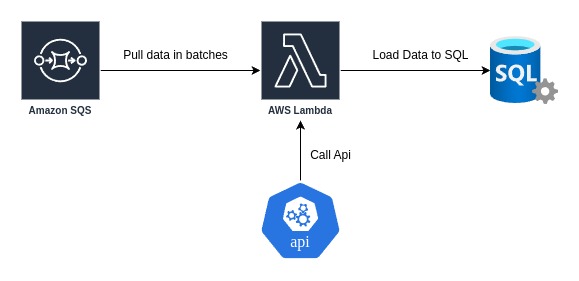 Pull data in batches
Load Data to SQL
SQL
Amazon SQS
AWS Lambda
Call Api
api